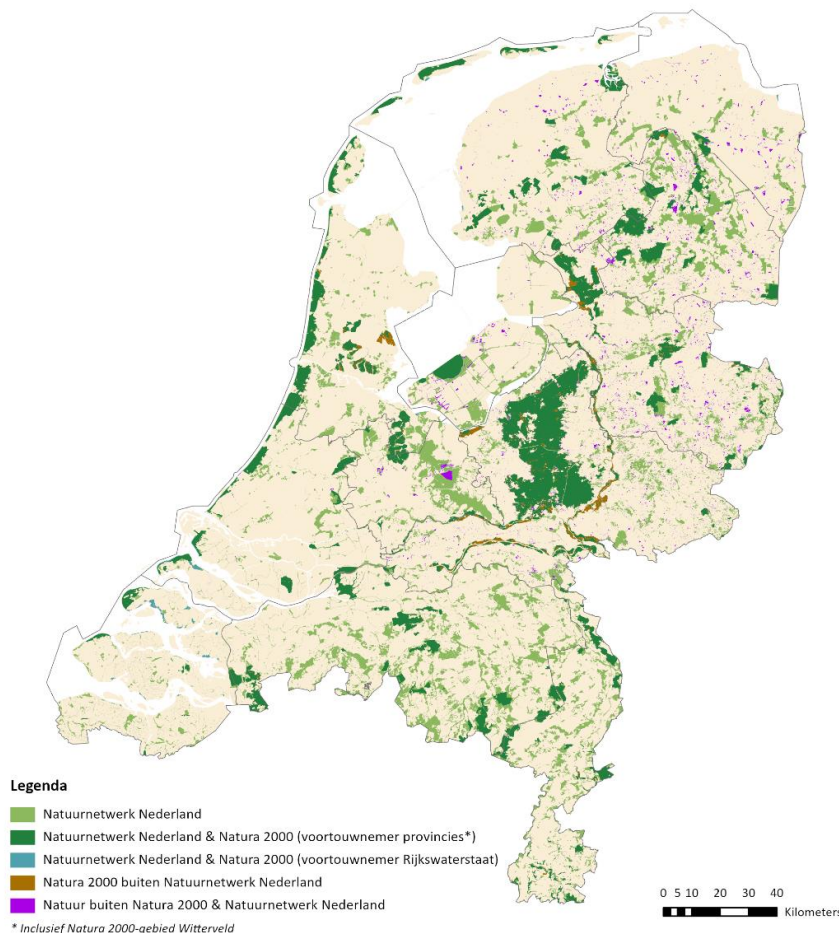 Legenda
Natuurnetwerk Nederland
Natuurnetwerk Nederland & Natura 2000 (voortouwnemer provincies*)
Natuurnetwerk Nederland & Natura 2000 (voortouwnemer Rijkswaterstaat)
Natura 2000 buiten Natuurnetwerk Nederland
Natuur buiten Natura 2000 & Natuurnetwerk Nederland
* Inclusief Natura 2000-gebied Witterveld
0 5 10 20 30 40
Kilometers